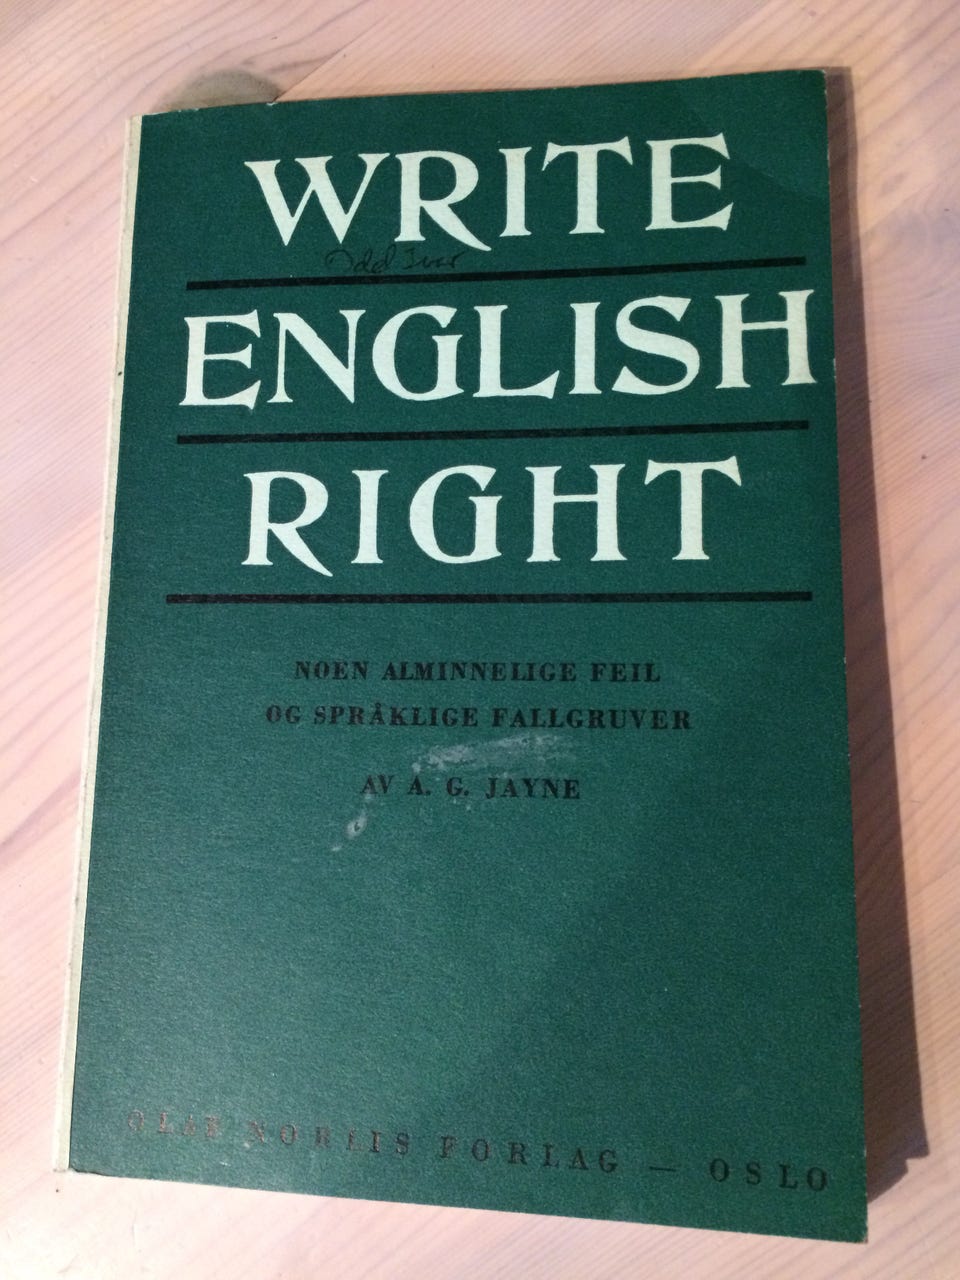 WRITE
Odd Ivar
ENGLISH
RIGHT
NOEN ALMINNELIGE FEIL
OG SPRÅKLIGE FALLGRUVER
AV A. G. JAYNE
OLAF NORLIS FORLAG — OSLO